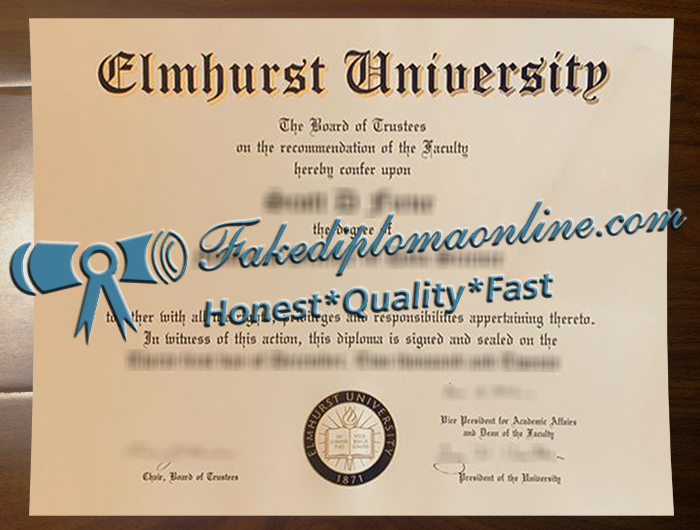 Elmhurst University
The Board of Trustees
on the recommendation of the Faculty
hereby confer upon
the degree of
Fakediplomaonline.com
Honest*Quality*Fast
together with all the rights, privileges and responsibilities appertaining thereto.
In witness of this action, this diploma is signed and sealed on the
ELMHURST UNIVERSITY
1871
Vice President for Academic Affairs
and Dean of the Faculty
Chair, Board of Trustees
President of the University